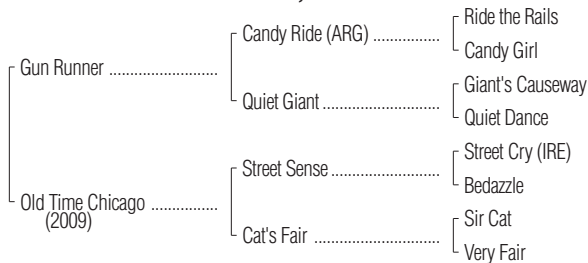 Ride the Rails
Candy Ride (ARG) ................
Candy Girl
Gun Runner ..........................
Giant's Causeway
Quiet Giant ............................
Quiet Dance
Street Cry (IRE)
Street Sense ..........................
Bedazzle
Old Time Chicago ................
(2009)
Sir Cat
Cat's Fair ..............................
Very Fair